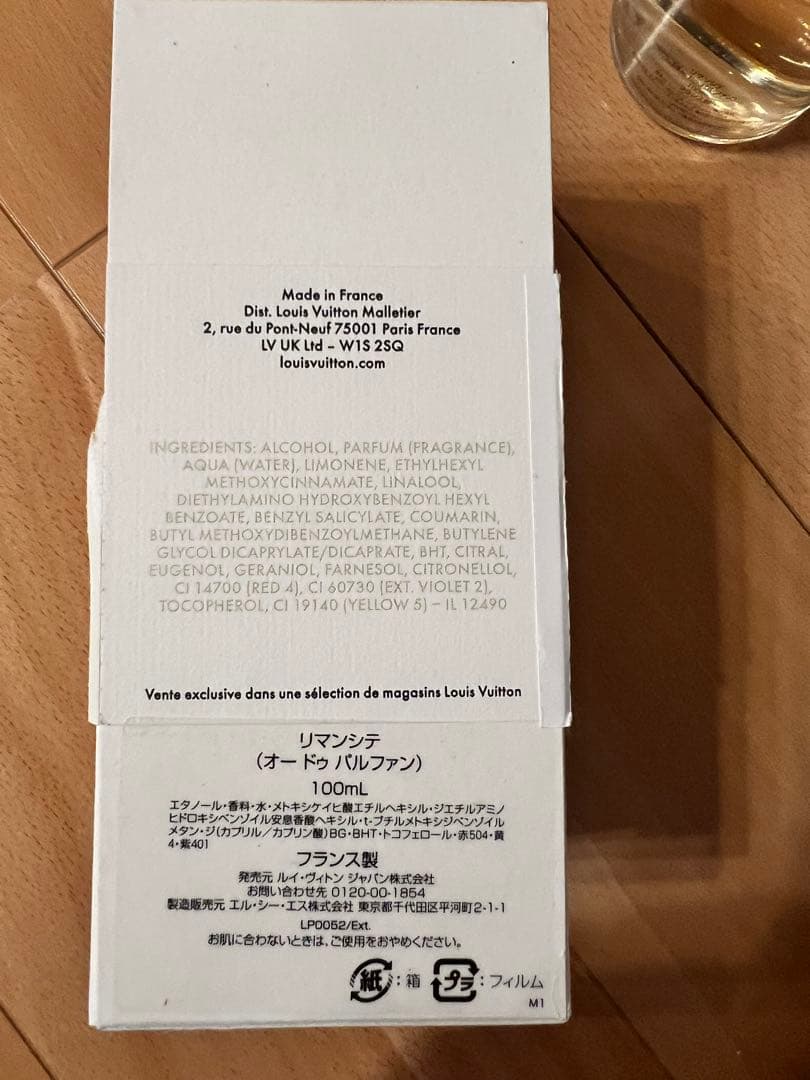 Made in France
Dist. Louis Vuitton Malletier
2, rue du Pont-Neuf 75001 Paris France
LV UK Ltd – W1S 2SQ
louisvuitton.com
INGREDIENTS: ALCOHOL, PARFUM (FRAGRANCE),
AQUA (WATER), LIMONENE, ETHYLHEXYL
METHOXYCINNAMATE, LINALOOL,
DIETHYLAMINO HYDROXYBENZOYL HEXYL
BENZOATE, BENZYL SALICYLATE, COUMARIN,
BUTYL METHOXYDIBENZOYLMETHANE, BUTYLENE
GLYCOL DICAPRYLATE/DICAPRATE, BHT, CITRAL,
EUGENOL, GERANIOL, FARNESOL, CITRONELLOL,
CI 14700 (RED 4), CI 60730 (EXT. VIOLET 2),
TOCOPHEROL, CI 19140 (YELLOW 5) – IL 12490
Vente exclusive dans une sélection de magasins Louis Vuitton
リマンシテ
(オー ドゥ パルファン)
100mL
エタノール・香料・水・メトキシケイヒ酸エチルヘキシル・ジエチルアミノ
ヒドロキシベンゾイル安息香酸ヘキシル・t-ブチルメトキシジベンゾイル
メタン・ジ(カプリル/カプリン酸)BG・BHT・トコフェロール・赤504・黄
4・紫401
フランス製
発売元 ルイ・ヴィトン ジャパン株式会社
お問い合わせ先 0120-00-1854
製造販売元 エル・シー・エス株式会社 東京都千代田区平河町2-1-1
LP0052/Ext.
お肌に合わないときは、ご使用をおやめください。
紙:箱 プラ:フィルム
M1